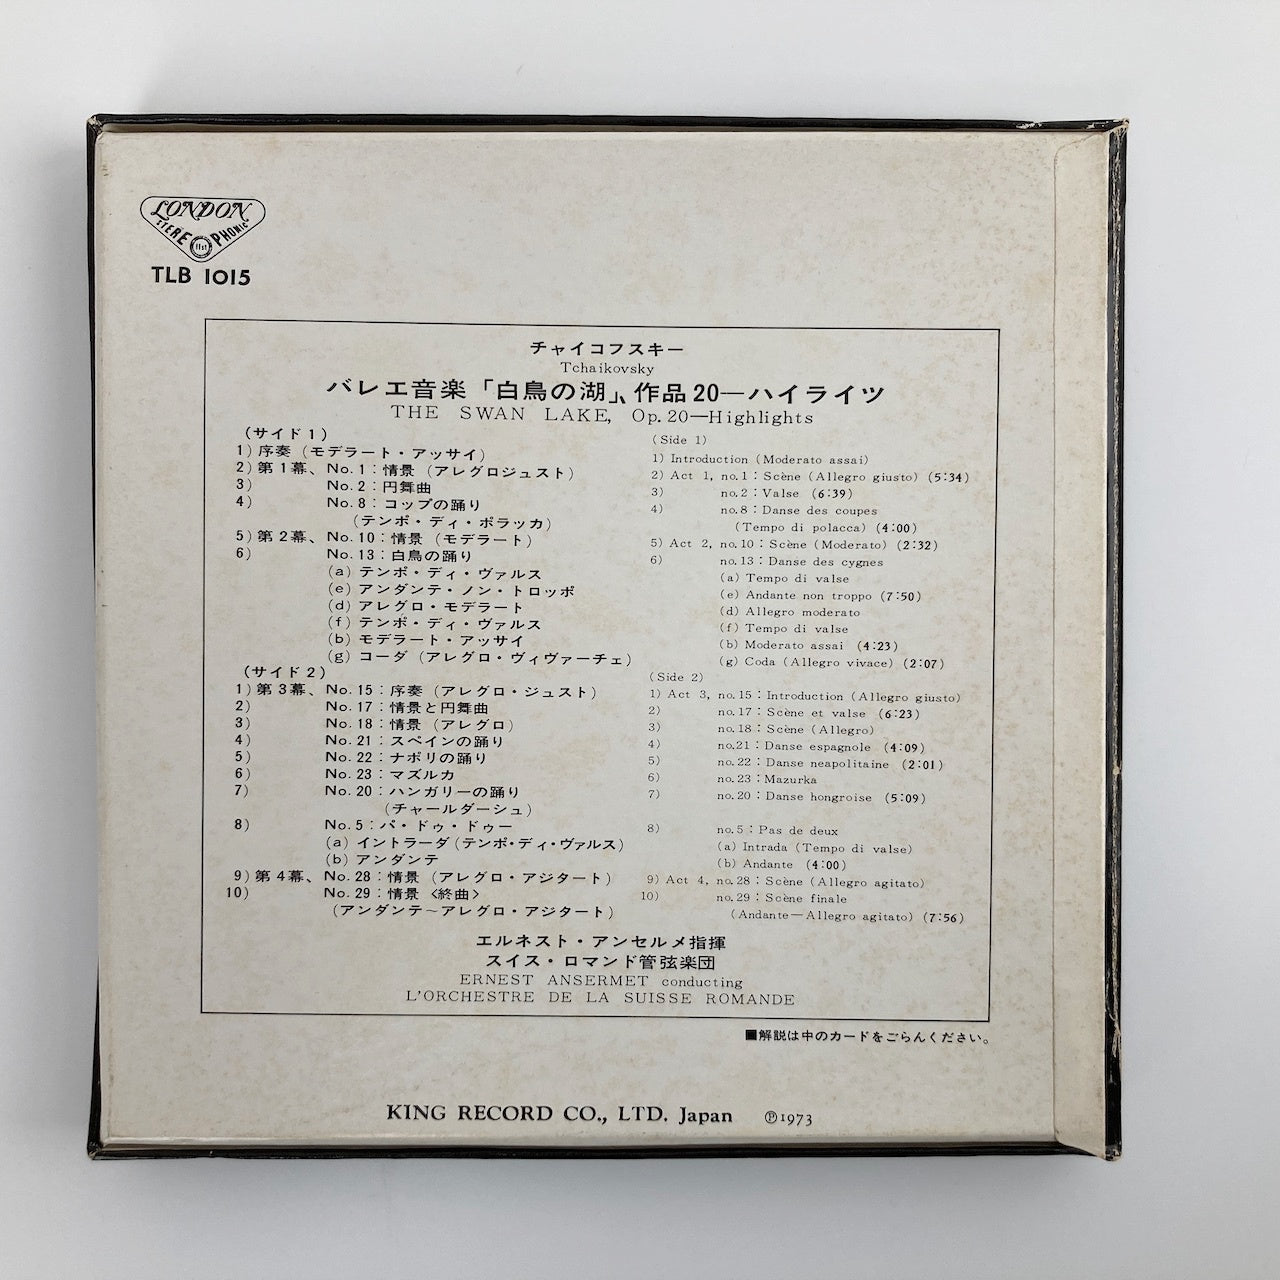 LONDON
STEREO PHONIC
TLB 1015
チャイコフスキー
Tchaikovsky
バレエ音楽「白鳥の湖」、作品20—ハイライツ
THE SWAN LAKE, Op. 20—Highlights
(サイド1)
1) 序奏 (モデラート・アッサイ)
2) 第1幕、No. 1 : 情景 (アレグロジュスト)
3) No. 2 : 円舞曲
4) No. 8 : コップの踊り
(テンポ・ディ・ポラッカ)
5) 第2幕、No. 10 : 情景 (モデラート)
6) No. 13 : 白鳥の踊り
(a) テンポ・ディ・ヴァルス
(e) アンダンテ・ノン・トロッポ
(d) アレグロ・モデラート
(f) テンポ・ディ・ヴァルス
(b) モデラート・アッサイ
(g) コーダ (アレグロ・ヴィヴァーチェ)
(サイド2)
1) 第3幕、No. 15 : 序奏 (アレグロ・ジュスト)
2) No. 17 : 情景と円舞曲
3) No. 18 : 情景 (アレグロ)
4) No. 21 : スペインの踊り
5) No. 22 : ナポリの踊り
6) No. 23 : マズルカ
7) No. 20 : ハンガリーの踊り
(チャールダーシュ)
8) No. 5 : パ・ドゥ・ドゥー
(a) イントラーダ (テンポ・ディ・ヴァルス)
(b) アンダンテ
9) 第4幕、No. 28 : 情景 (アレグロ・アジタート)
10) No. 29 : 情景 <終曲>
(アンダンテ〜アレグロ・アジタート)
(Side 1)
1) Introduction (Moderato assai)
2) Act 1, no. 1 : Scène (Allegro giusto) (5:34)
3) no. 2 : Valse (6:39)
4) no. 8 : Danse des coupes
(Tempo di polacca) (4:00)
5) Act 2, no. 10 : Scène (Moderato) (2:32)
6) no. 13 : Danse des cygnes
(a) Tempo di valse
(e) Andante non troppo (7:50)
(d) Allegro moderato
(f) Tempo di valse
(b) Moderato assai (4:23)
(g) Coda (Allegro vivace) (2:07)
(Side 2)
1) Act 3, no. 15 : Introduction (Allegro giusto)
2) no. 17 : Scène et valse (6:23)
3) no. 18 : Scène (Allegro)
4) no. 21 : Danse espagnole (4:09)
5) no. 22 : Danse neapolitaine (2:01)
6) no. 23 : Mazurka
7) no. 20 : Danse hongroise (5:09)
8) no. 5 : Pas de deux
(a) Intrada (Tempo di valse)
(b) Andante (4:00)
9) Act 4, no. 28 : Scène (Allegro agitato)
10) no. 29 : Scène finale
(Andante—Allegro agitato) (7:56)
エルネスト・アンセルメ指揮
スイス・ロマンド管弦楽団
ERNEST ANSERMET conducting
L'ORCHESTRE DE LA SUISSE ROMANDE
■解説は中のカードをごらんください。
KING RECORD CO., LTD. Japan ℗1973